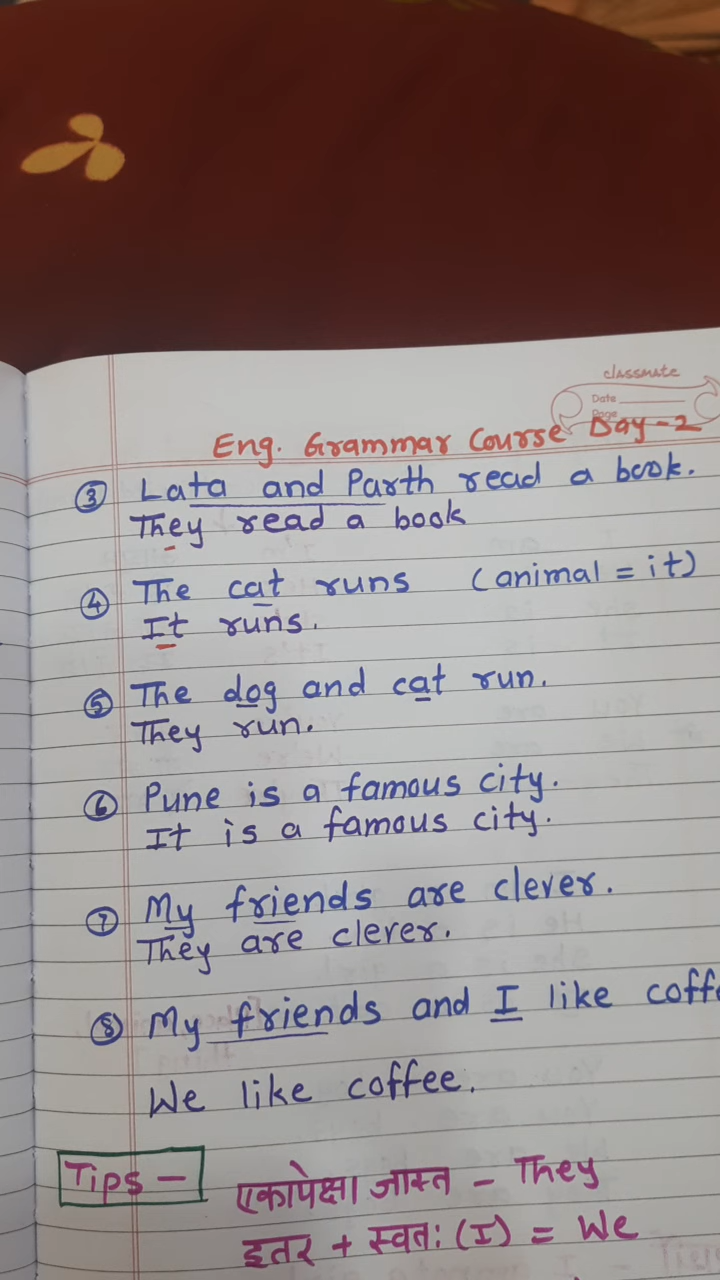 classmate
Date
Page
Eng. Grammar Course Day-2
③ Lata and Parth read a book.
They read a book
④ The cat runs (animal = it)
It runs.
⑤ The dog and cat run.
They run.
⑥ Pune is a famous city.
It is a famous city.
⑦ My friends are clever.
They are clever.
⑧ My friends and I like coff
We like coffee.
Tips - एकापेक्षा जास्त - They
इतर + स्वतः (I) = We